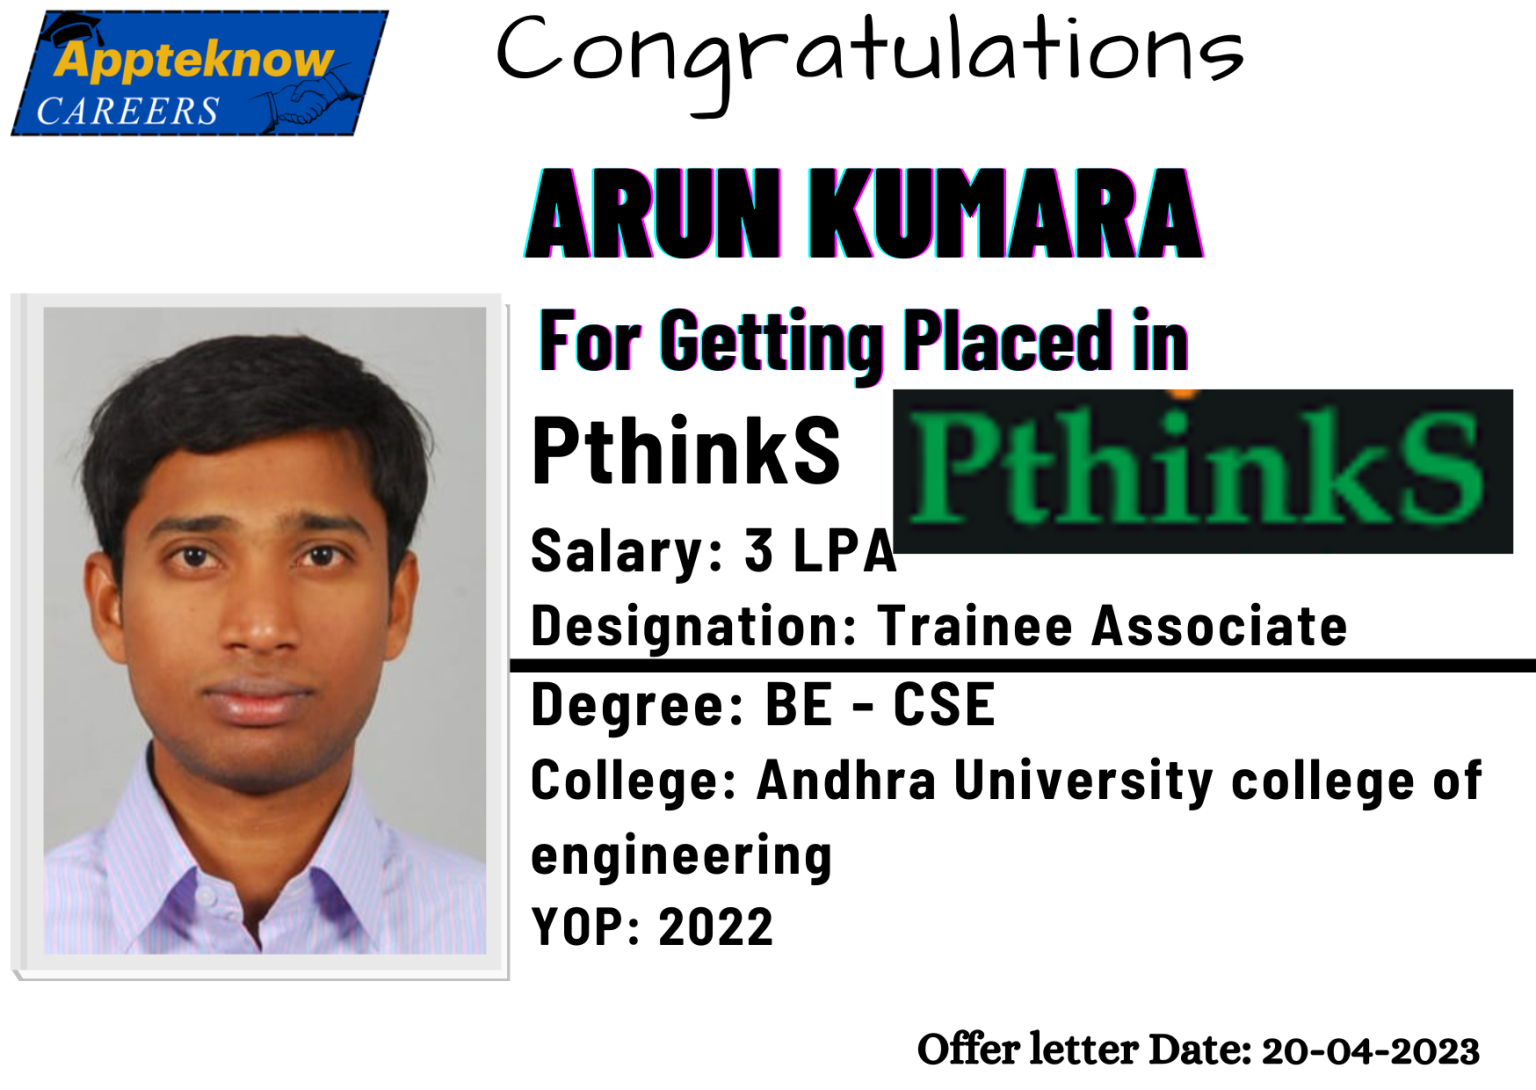 Appteknow
CAREERS
Congratulations
ARUN KUMARA
For Getting Placed in
PthinkS
PthinkS
Salary: 3 LPA
Designation: Trainee Associate
Degree: BE - CSE
College: Andhra University college of
engineering
YOP: 2022
Offer letter Date: 20-04-2023